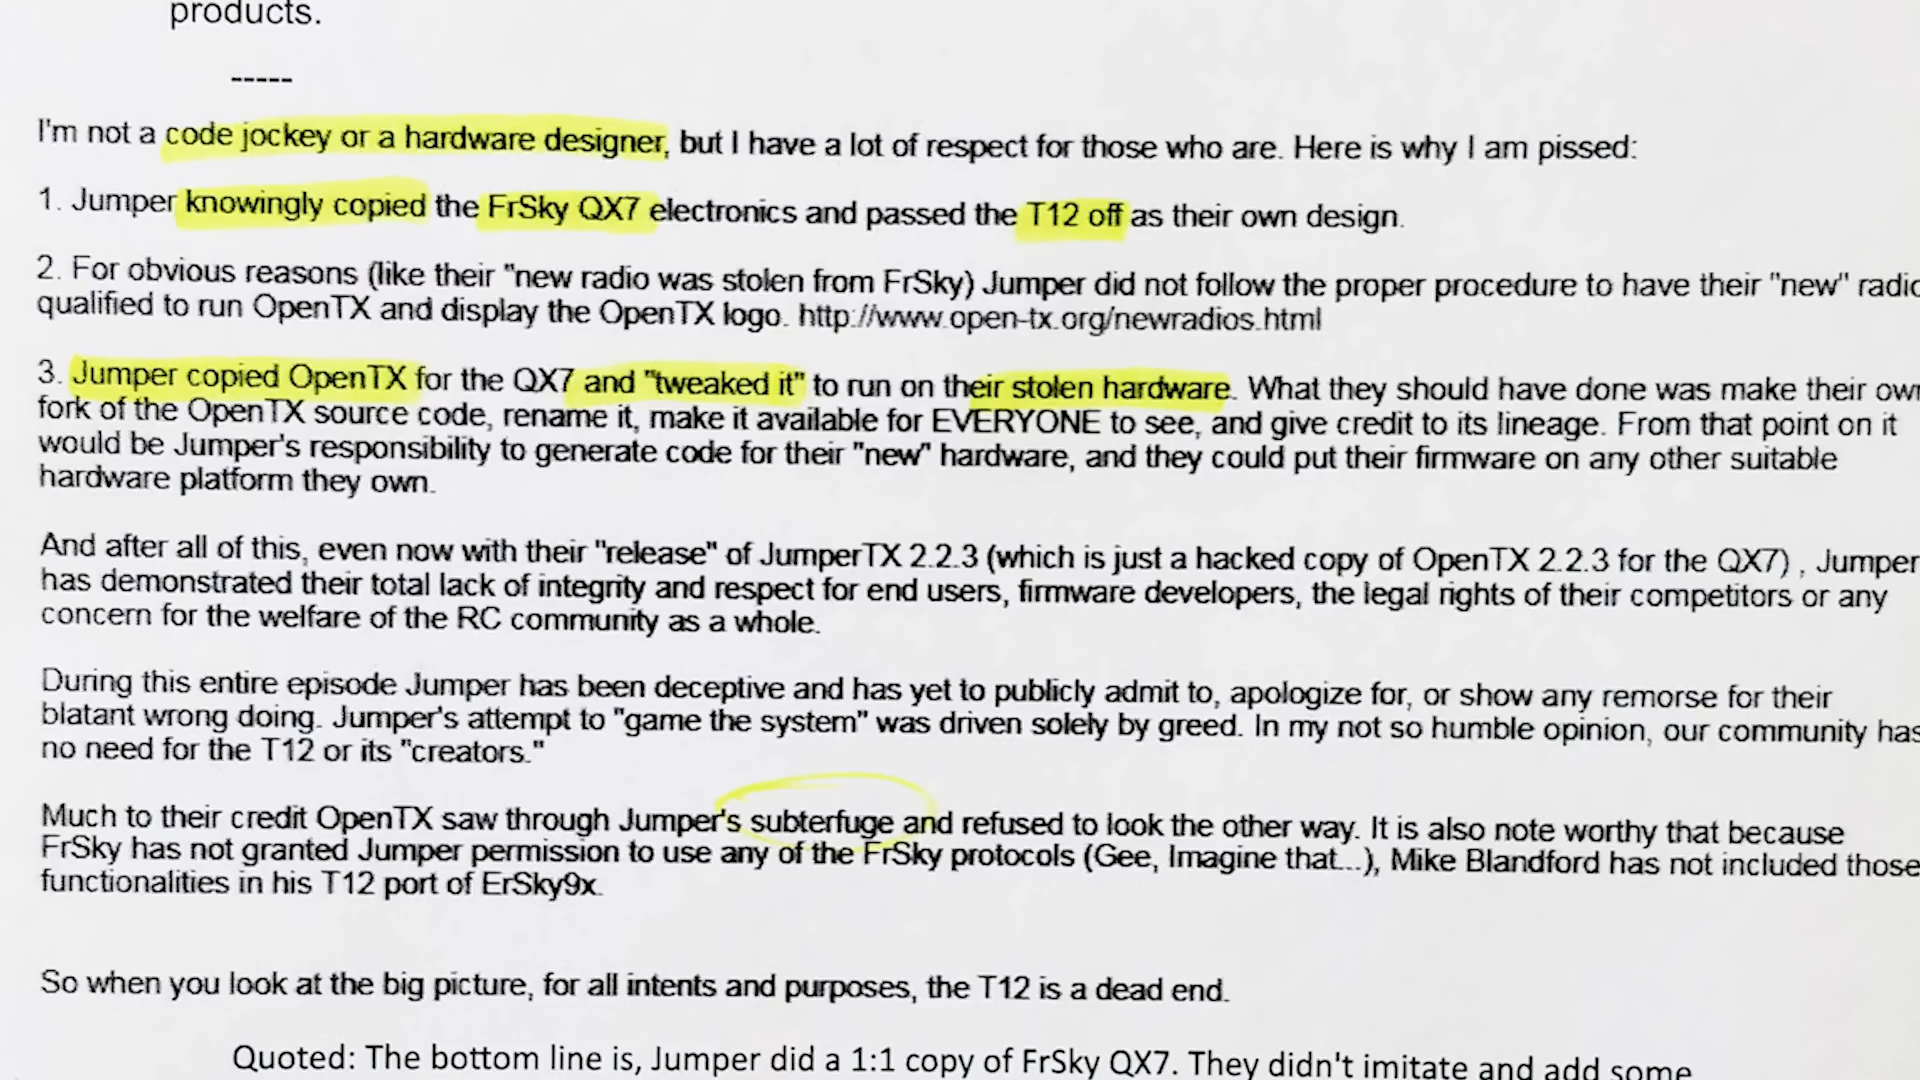 products.
-----
I'm not a code jockey or a hardware designer, but I have a lot of respect for those who are. Here is why I am pissed:
1. Jumper knowingly copied the FrSky QX7 electronics and passed the T12 off as their own design.
2. For obvious reasons (like their "new radio was stolen from FrSky) Jumper did not follow the proper procedure to have their "new" radio
qualified to run OpenTX and display the OpenTX logo. http://www.open-tx.org/newradios.html
3. Jumper copied OpenTX for the QX7 and "tweaked it" to run on their stolen hardware. What they should have done was make their own
fork of the OpenTX source code, rename it, make it available for EVERYONE to see, and give credit to its lineage. From that point on it
would be Jumper's responsibility to generate code for their "new" hardware, and they could put their firmware on any other suitable
hardware platform they own.
And after all of this, even now with their "release" of JumperTX 2.2.3 (which is just a hacked copy of OpenTX 2.2.3 for the QX7) , Jumper
has demonstrated their total lack of integrity and respect for end users, firmware developers, the legal rights of their competitors or any
concern for the welfare of the RC community as a whole.
During this entire episode Jumper has been deceptive and has yet to publicly admit to, apologize for, or show any remorse for their
blatant wrong doing. Jumper's attempt to "game the system" was driven solely by greed. In my not so humble opinion, our community has
no need for the T12 or its "creators."
Much to their credit OpenTX saw through Jumper's subterfuge and refused to look the other way. It is also note worthy that because
FrSky has not granted Jumper permission to use any of the FrSky protocols (Gee, Imagine that...), Mike Blandford has not included those
functionalities in his T12 port of ErSky9x.
So when you look at the big picture, for all intents and purposes, the T12 is a dead end.
Quoted: The bottom line is, Jumper did a 1:1 copy of FrSky QX7. They didn't imitate and add some